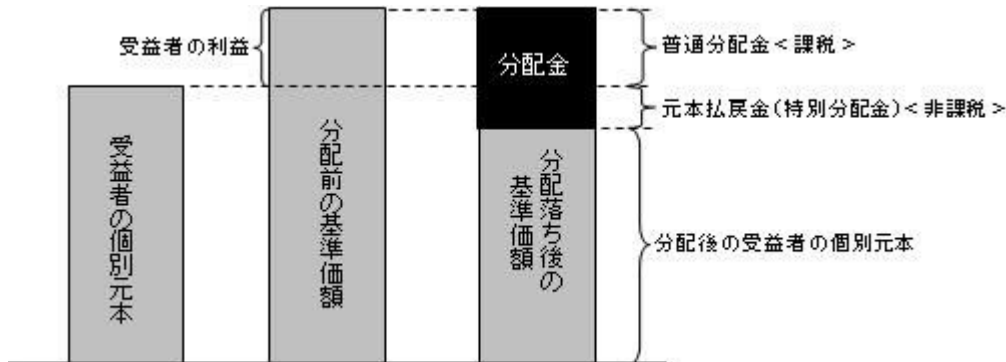 受益者の利益
受益者の個別元本
分配前の基準価額
分配金
分配落ち後の
基準価額
普通分配金<課税>
元本払戻金(特別分配金)<非課税>
分配後の受益者の個別元本